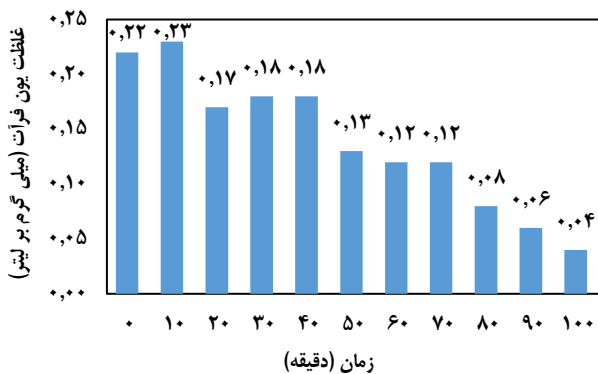 غلظت یون فرآت (میلی گرم بر لیتر)
۰,۲۵
۰,۲۰
۰,۱۵
۰,۱۰
۰,۰۵
۰,۰۰
۰,۲۲ ۰,۲۳ ۰,۱۷ ۰,۱۸ ۰,۱۸ ۰,۱۳ ۰,۱۲ ۰,۱۲ ۰,۰۸ ۰,۰۶ ۰,۰۴
۰ ۱۰ ۲۰ ۳۰ ۴۰ ۵۰ ۶۰ ۷۰ ۸۰ ۹۰ ۱۰۰
زمان (دقیقه)